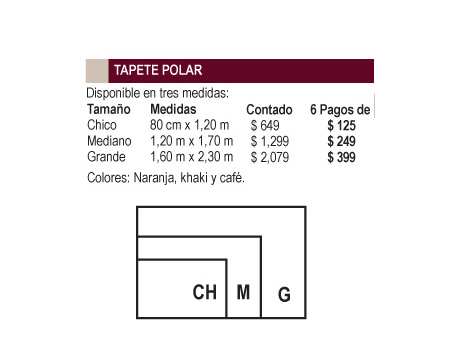 TAPETE POLAR
Disponible en tres medidas:
Tamaño Medidas Contado 6 Pagos de
Chico 80 cm x 1,20 m $ 649 $ 125
Mediano 1,20 m x 1,70 m $ 1,299 $ 249
Grande 1,60 m x 2,30 m $ 2,079 $ 399
Colores: Naranja, khaki y café.
CH M G